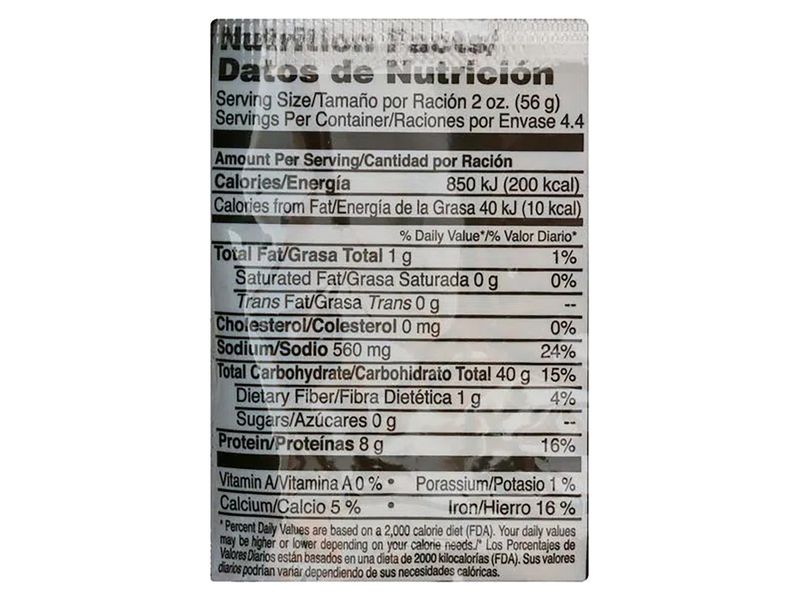 Nutrition Facts/
Datos de Nutrición
Serving Size/Tamaño por Ración 2 oz. (56 g)
Servings Per Container/Raciones por Envase 4.4
Amount Per Serving/Cantidad por Ración
Calories/Energía 850 kJ (200 kcal)
Calories from Fat/Energía de la Grasa 40 kJ (10 kcal)
% Daily Value*/% Valor Diario*
Total Fat/Grasa Total 1 g 1%
Saturated Fat/Grasa Saturada 0 g 0%
Trans Fat/Grasa Trans 0 g --
Cholesterol/Colesterol 0 mg 0%
Sodium/Sodio 560 mg 24%
Total Carbohydrate/Carbohidrato Total 40 g 15%
Dietary Fiber/Fibra Dietética 1 g 4%
Sugars/Azúcares 0 g --
Protein/Proteínas 8 g 16%
Vitamin A/Vitamina A 0 % • Porassium/Potasio 1 %
Calcium/Calcio 5 % • Iron/Hierro 16 %
* Percent Daily Values are based on a 2,000 calorie diet (FDA). Your daily values
may be higher or lower depending on your calorie needs./* Los Porcentajes de
Valores Diarios están basados en una dieta de 2000 kilocalorías (FDA). Sus valores
diarios podrían variar dependiendo de sus necesidades calóricas.